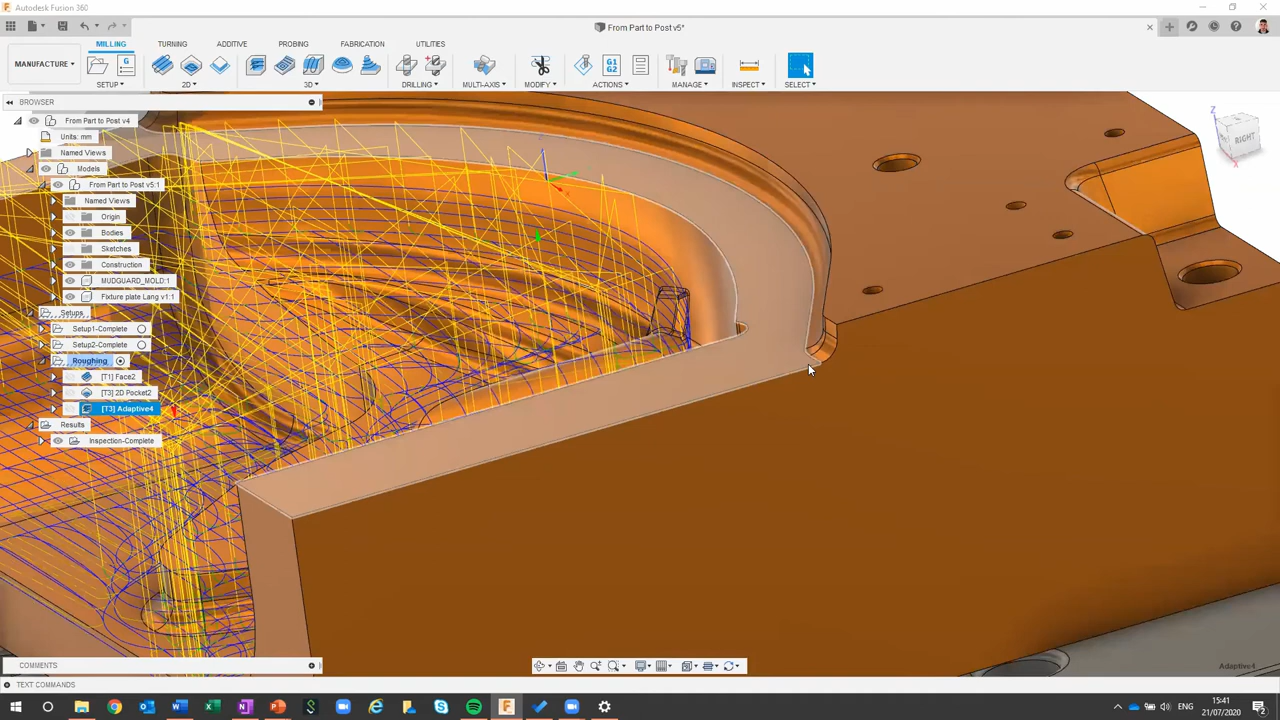 Autodesk Fusion 360
From Part to Post v5*
MANUFACTURE
MILLING
TURNING
ADDITIVE
PROBING
FABRICATION
UTILITIES
G1
G2
SETUP
2D
3D
DRILLING
MULTI-AXIS
MODIFY
ACTIONS
MANAGE
INSPECT
SELECT
BROWSER
From Part to Post v4
Units: mm
Named Views
Models
From Part to Post v5:1
Named Views
Origin
Bodies
Sketches
Construction
MUDGUARD_MOLD:1
Fixture plate Lang v1:1
Setups
Setup1-Complete
Setup2-Complete
Roughing
[T1] Face2
[T3] 2D Pocket2
[T3] Adaptive4
Results
Inspection-Complete
Z
RIGHT
X
COMMENTS
Adaptive4
TEXT COMMANDS
ENG
15:41
21/07/2020
2